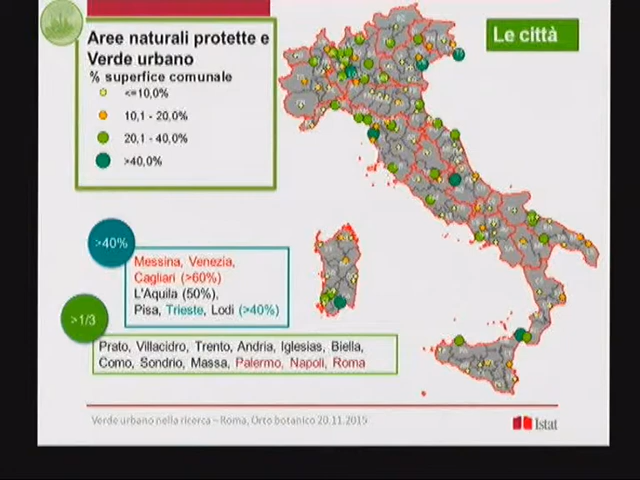 Aree naturali protette e
Verde urbano
% superfice comunale
<=10,0%
10,1 - 20,0%
20,1 - 40,0%
>40,0%
Le città
>40%
Messina, Venezia,
Cagliari (>60%)
L'Aquila (50%),
Pisa, Trieste, Lodi (>40%)
>1/3
Prato, Villacidro, Trento, Andria, Iglesias, Biella,
Como, Sondrio, Massa, Palermo, Napoli, Roma
Verde urbano nella ricerca – Roma, Orto botanico 20.11.2015
Istat